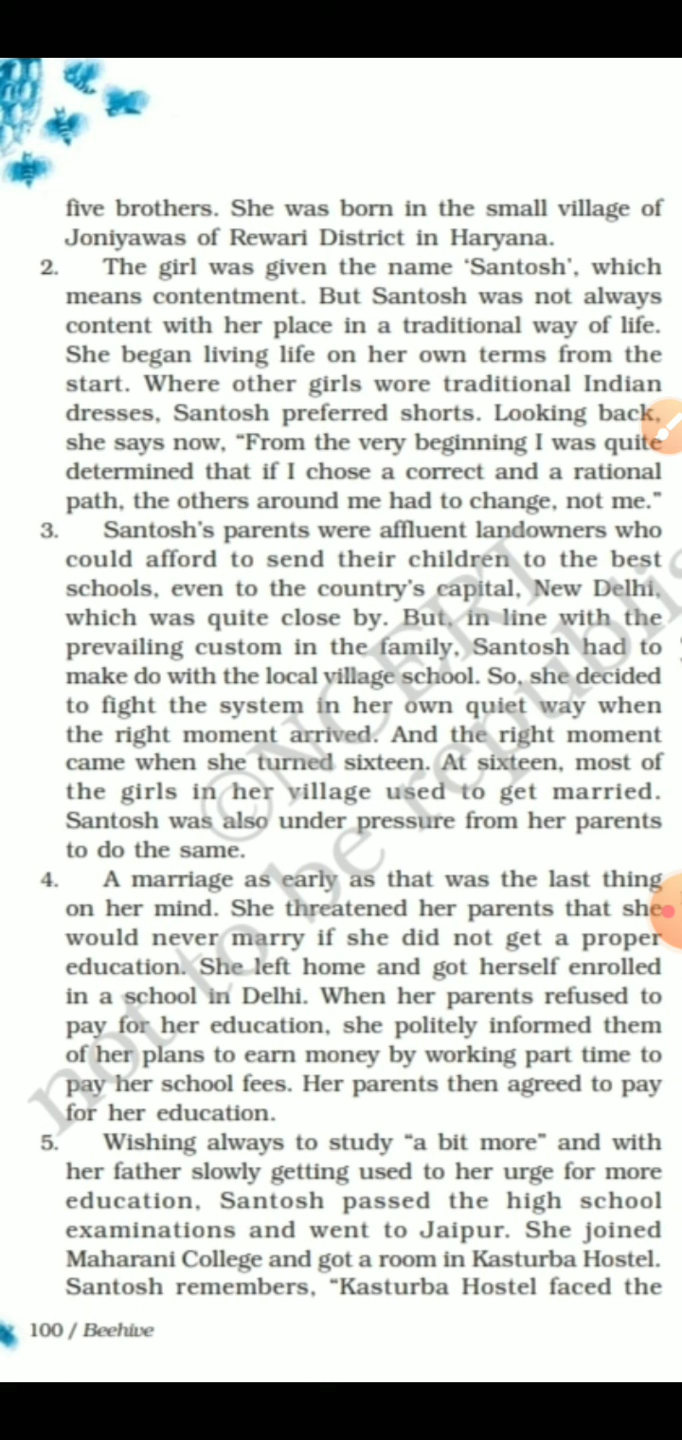 five brothers. She was born in the small village of
Joniyawas of Rewari District in Haryana.
2. The girl was given the name ‘Santosh’, which
means contentment. But Santosh was not always
content with her place in a traditional way of life.
She began living life on her own terms from the
start. Where other girls wore traditional Indian
dresses, Santosh preferred shorts. Looking back,
she says now, “From the very beginning I was quite
determined that if I chose a correct and a rational
path, the others around me had to change, not me.”
3. Santosh’s parents were affluent landowners who
could afford to send their children to the best
schools, even to the country’s capital, New Delhi,
which was quite close by. But, in line with the
prevailing custom in the family, Santosh had to
make do with the local village school. So, she decided
to fight the system in her own quiet way when
the right moment arrived. And the right moment
came when she turned sixteen. At sixteen, most of
the girls in her village used to get married.
Santosh was also under pressure from her parents
to do the same.
4. A marriage as early as that was the last thing
on her mind. She threatened her parents that she
would never marry if she did not get a proper
education. She left home and got herself enrolled
in a school in Delhi. When her parents refused to
pay for her education, she politely informed them
of her plans to earn money by working part time to
pay her school fees. Her parents then agreed to pay
for her education.
5. Wishing always to study “a bit more” and with
her father slowly getting used to her urge for more
education, Santosh passed the high school
examinations and went to Jaipur. She joined
Maharani College and got a room in Kasturba Hostel.
Santosh remembers, “Kasturba Hostel faced the
100 / Beehive
©NCERT
not to be republis